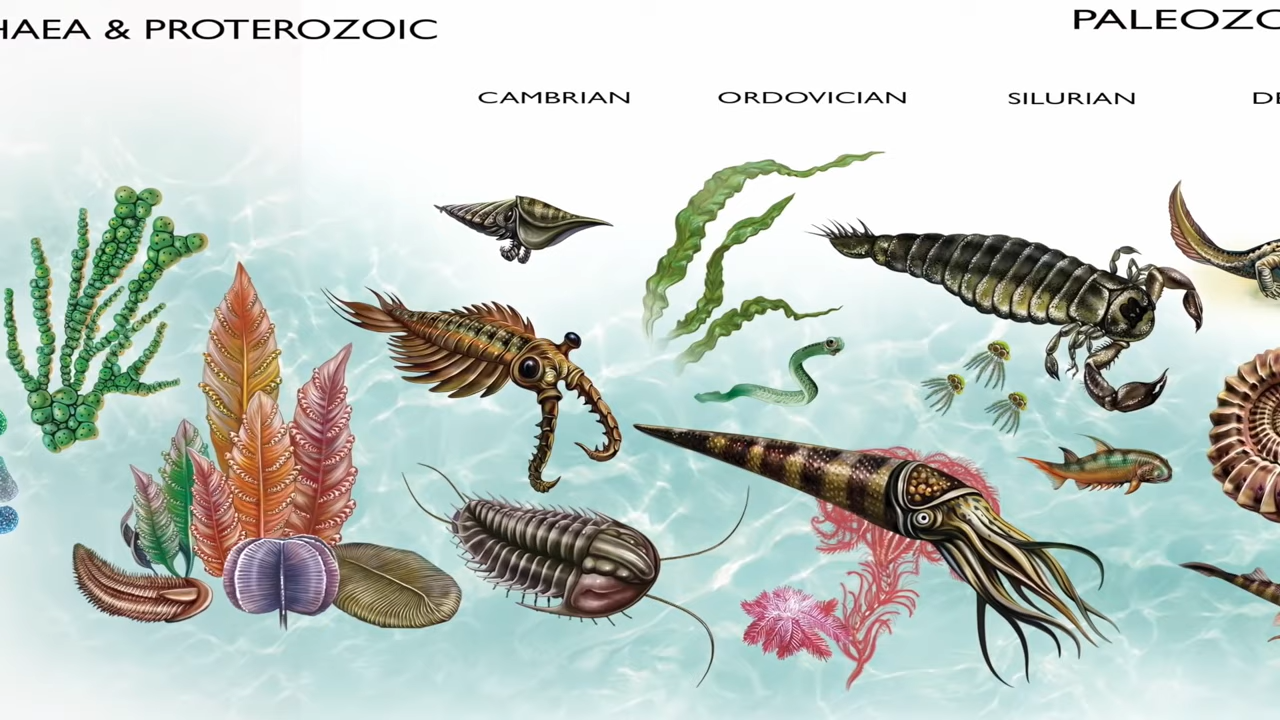 HAEA & PROTEROZOIC
PALEOZO
CAMBRIAN
ORDOVICIAN
SILURIAN
DE